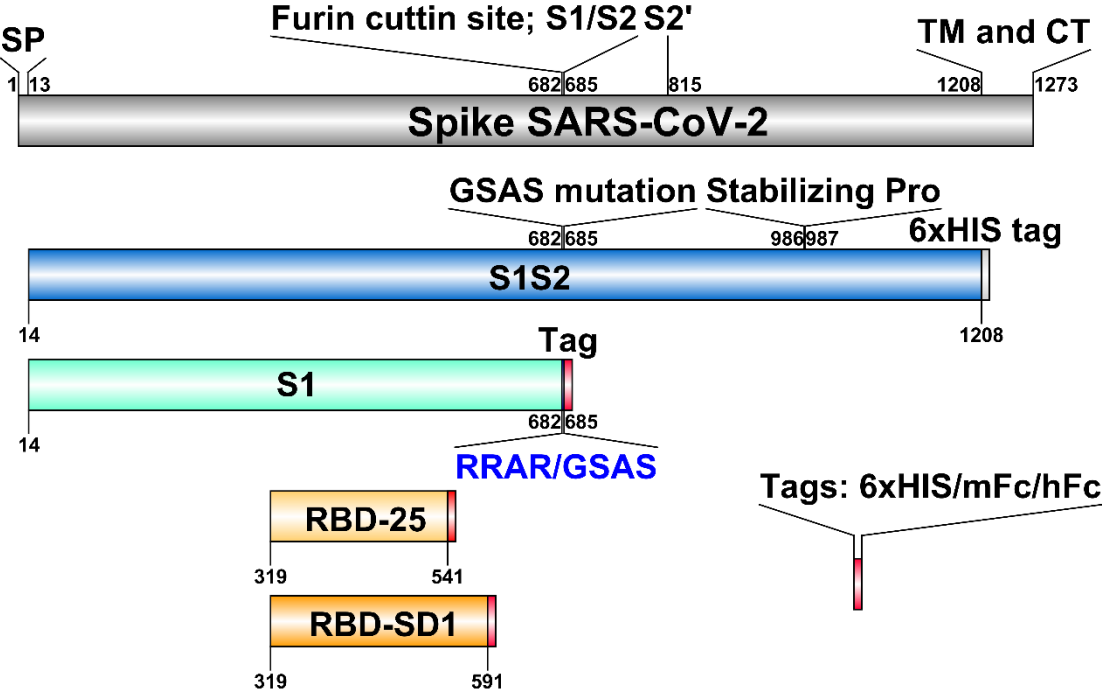 Furin cuttin site; S1/S2 S2'
SP
TM and CT
1 13 682 685 815 1208 1273
Spike SARS-CoV-2
GSAS mutation Stabilizing Pro
682 685 986 987
6xHIS tag
S1S2
14 1208
Tag
S1
14 682 685
RRAR/GSAS
Tags: 6xHIS/mFc/hFc
RBD-25
319 541
RBD-SD1
319 591